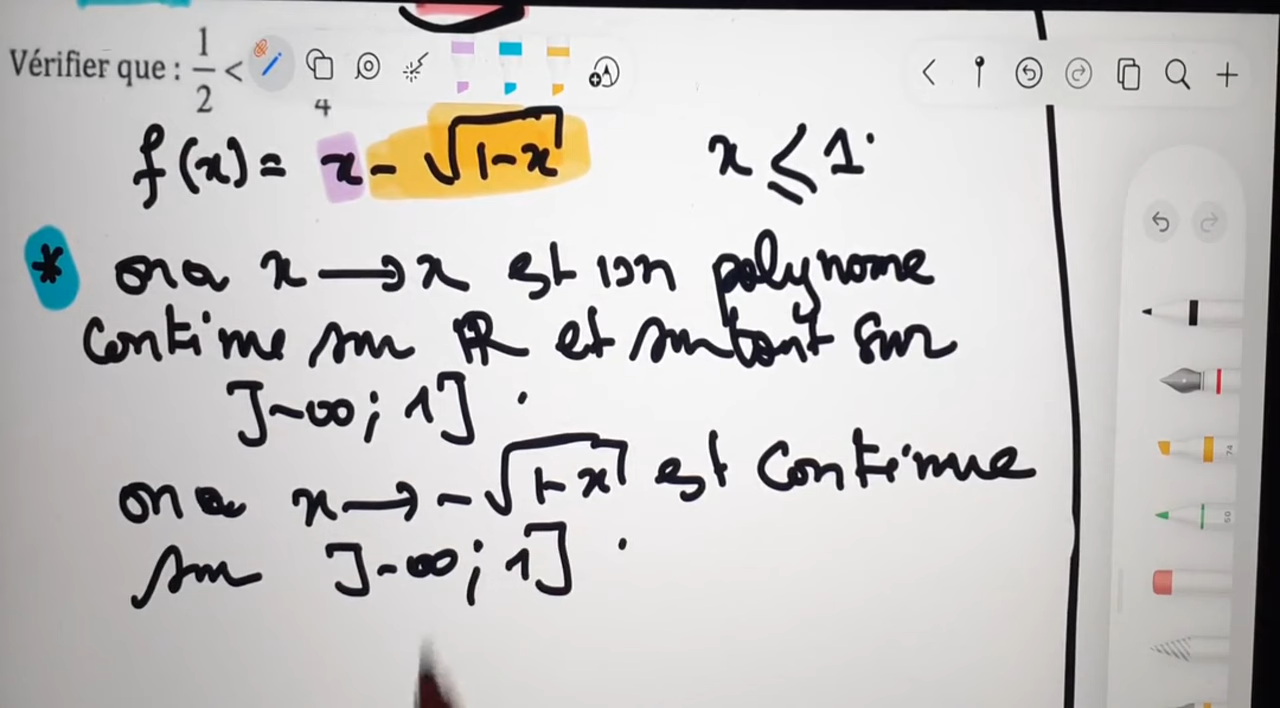 Vérifier que : 1/2 <
4
f(x) = x - √(1-x) x ⩽ 1.
* on a x ⟶ x est un polynome
continue sur ℝ et surtout sur
]-∞; 1] .
on a x ⟶ -√(1-x) est continue
sur ]-∞; 1] .